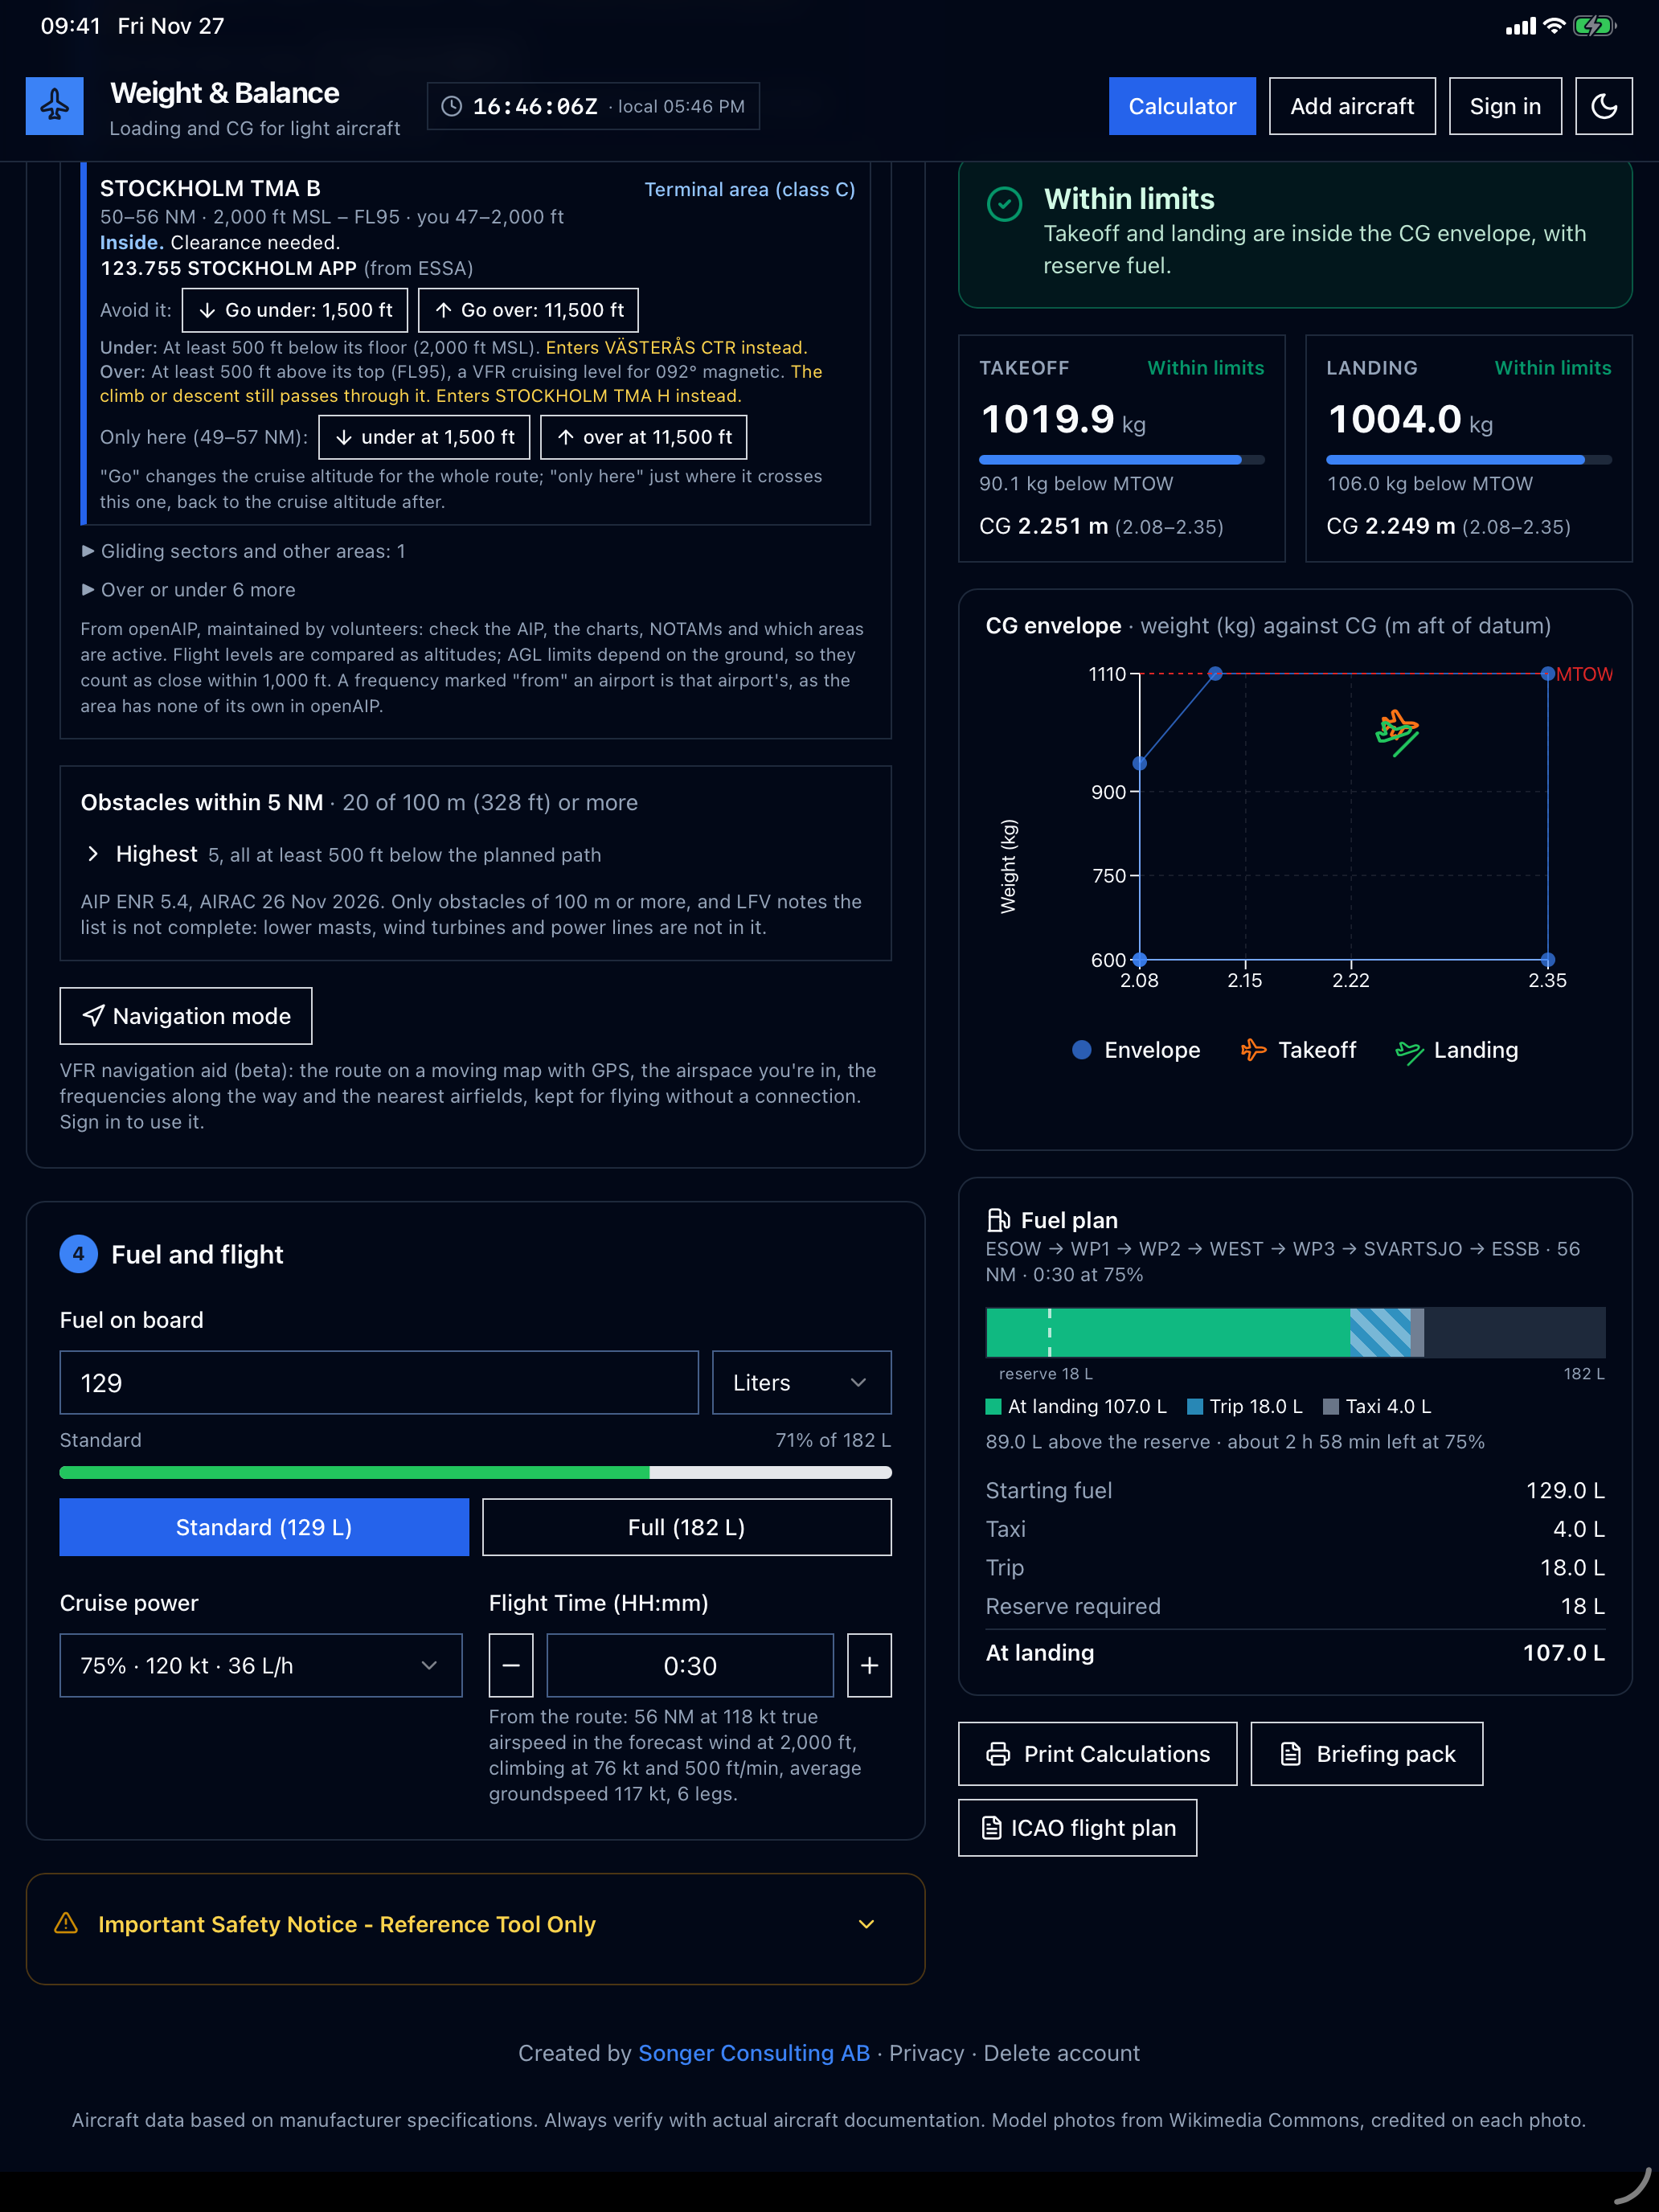 09:41 Fri Nov 27
Weight & Balance
Loading and CG for light aircraft
16:46:06Z · local 05:46 PM
Calculator
Add aircraft
Sign in
STOCKHOLM TMA B
Terminal area (class C)
50–56 NM · 2,000 ft MSL – FL95 · you 47–2,000 ft
Inside. Clearance needed.
123.755 STOCKHOLM APP (from ESSA)
Avoid it: ↓ Go under: 1,500 ft ↑ Go over: 11,500 ft
Under: At least 500 ft below its floor (2,000 ft MSL). Enters VÄSTERÅS CTR instead.
Over: At least 500 ft above its top (FL95), a VFR cruising level for 092° magnetic. The
climb or descent still passes through it. Enters STOCKHOLM TMA H instead.
Only here (49–57 NM): ↓ under at 1,500 ft ↑ over at 11,500 ft
"Go" changes the cruise altitude for the whole route; "only here" just where it crosses
this one, back to the cruise altitude after.
▶ Gliding sectors and other areas: 1
▶ Over or under 6 more
From openAIP, maintained by volunteers: check the AIP, the charts, NOTAMs and which areas
are active. Flight levels are compared as altitudes; AGL limits depend on the ground, so they
count as close within 1,000 ft. A frequency marked "from" an airport is that airport's, as the
area has none of its own in openAIP.
Obstacles within 5 NM · 20 of 100 m (328 ft) or more
Highest 5, all at least 500 ft below the planned path
AIP ENR 5.4, AIRAC 26 Nov 2026. Only obstacles of 100 m or more, and LFV notes the
list is not complete: lower masts, wind turbines and power lines are not in it.
Navigation mode
VFR navigation aid (beta): the route on a moving map with GPS, the airspace you're in, the
frequencies along the way and the nearest airfields, kept for flying without a connection.
Sign in to use it.
4 Fuel and flight
Fuel on board
129
Liters
Standard
71% of 182 L
Standard (129 L)
Full (182 L)
Cruise power
75% · 120 kt · 36 L/h
Flight Time (HH:mm)
− 0:30 +
From the route: 56 NM at 118 kt true
airspeed in the forecast wind at 2,000 ft,
climbing at 76 kt and 500 ft/min, average
groundspeed 117 kt, 6 legs.
Important Safety Notice - Reference Tool Only
Within limits
Takeoff and landing are inside the CG envelope, with
reserve fuel.
TAKEOFF Within limits
1019.9 kg
90.1 kg below MTOW
CG 2.251 m (2.08–2.35)
LANDING Within limits
1004.0 kg
106.0 kg below MTOW
CG 2.249 m (2.08–2.35)
CG envelope · weight (kg) against CG (m aft of datum)
1110
MTOW
900
750
600
Weight (kg)
2.08 2.15 2.22 2.35
Envelope Takeoff Landing
Fuel plan
ESOW → WP1 → WP2 → WEST → WP3 → SVARTSJO → ESSB · 56
NM · 0:30 at 75%
reserve 18 L
182 L
At landing 107.0 L Trip 18.0 L Taxi 4.0 L
89.0 L above the reserve · about 2 h 58 min left at 75%
Starting fuel 129.0 L
Taxi 4.0 L
Trip 18.0 L
Reserve required 18 L
At landing 107.0 L
Print Calculations
Briefing pack
ICAO flight plan
Created by Songer Consulting AB · Privacy · Delete account
Aircraft data based on manufacturer specifications. Always verify with actual aircraft documentation. Model photos from Wikimedia Commons, credited on each photo.